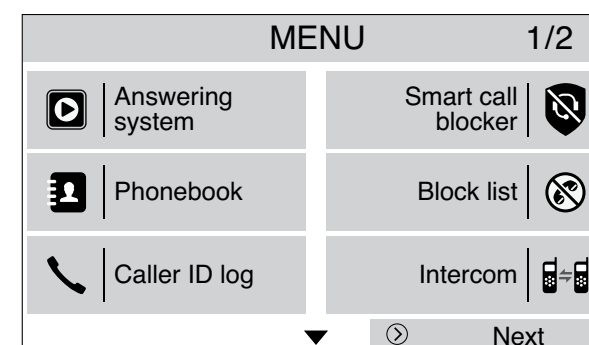 MENU 1/2
Answering
system
Smart call
blocker
Phonebook
Block list
Caller ID log
Intercom
Next